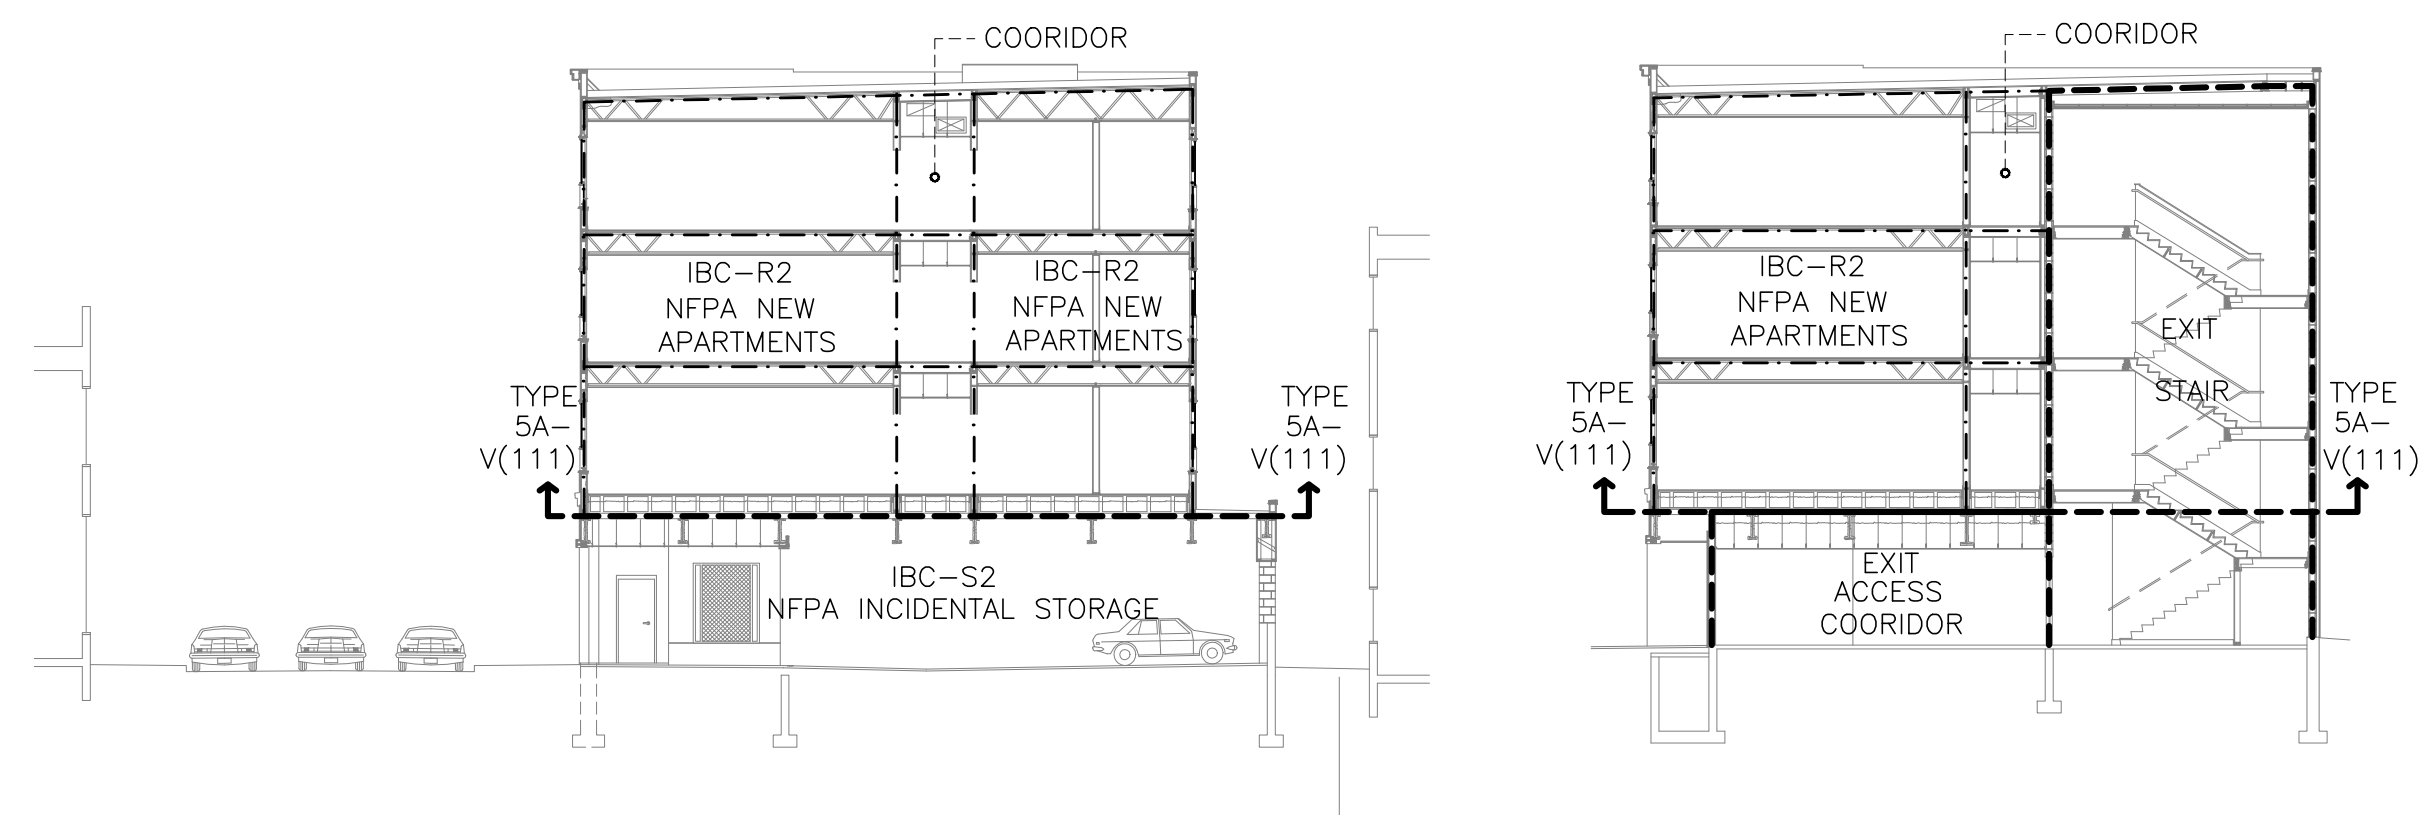 COORIDOR
IBC-R2
NFPA NEW
APARTMENTS
IBC-R2
NFPA NEW
APARTMENTS
TYPE
5A-
V(111)
TYPE
5A-
V(111)
IBC-S2
NFPA INCIDENTAL STORAGE
COORIDOR
IBC-R2
NFPA NEW
APARTMENTS
EXIT
STAIR
TYPE
5A-
V(111)
TYPE
5A-
V(111)
EXIT
ACCESS
COORIDOR